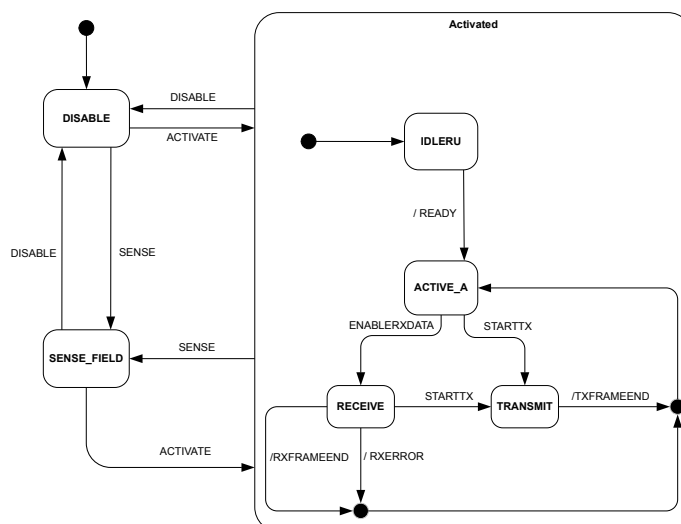 Activated
DISABLE
DISABLE
ACTIVATE
IDLERU
/ READY
DISABLE
SENSE
ACTIVE_A
ENABLERXDATA
STARTTX
SENSE_FIELD
SENSE
RECEIVE
STARTTX
TRANSMIT
/TXFRAMEEND
ACTIVATE
/RXFRAMEEND
/ RXERROR